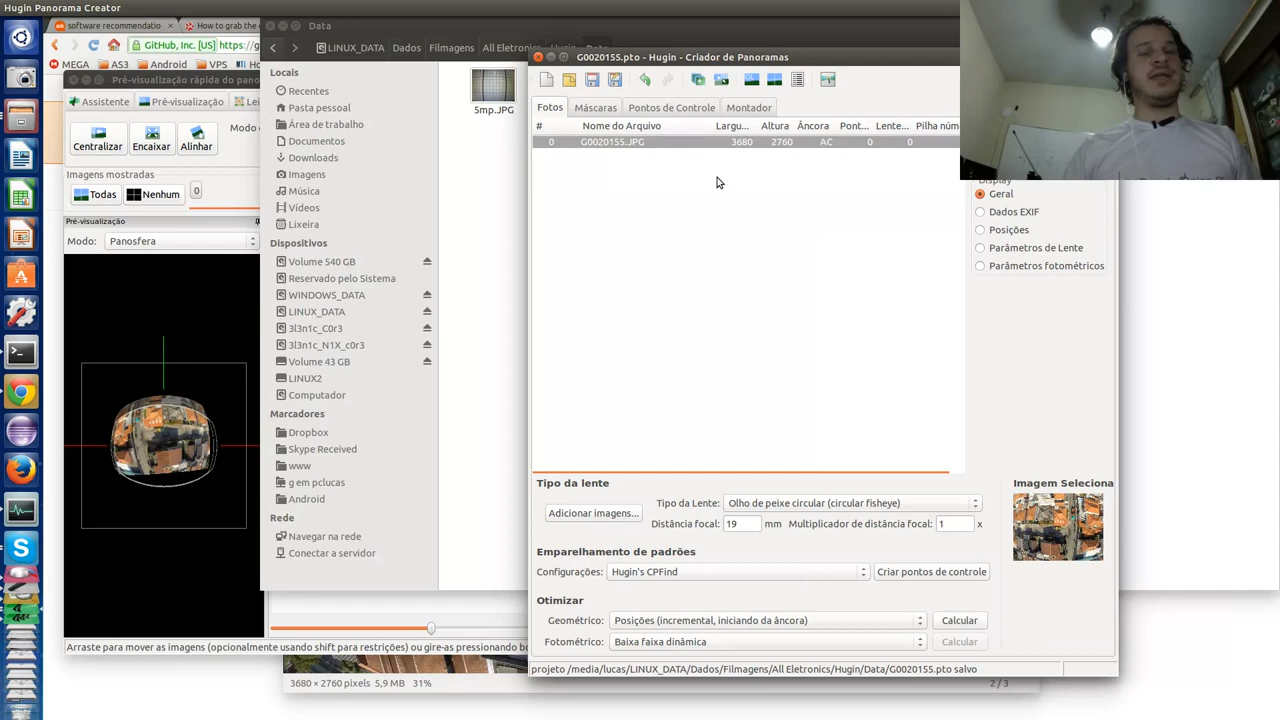 Hugin Panorama Creator
software recommendatio
How to grab the
GitHub, Inc. [US]
https://g
MEGA
AS3
Android
VPS
Pré-visualização rápida do pano
Assistente
Pré-visualização
Lei
Centralizar
Encaixar
Alinhar
Modo d
Imagens mostradas
Todas
Nenhum
0
Pré-visualização
Modo:
Panosfera
Arraste para mover as imagens (opcionalmente usando shift para restrições) ou gire-as pressionando bo
Data
LINUX_DATA
Dados
Filmagens
All Eletronics
Locais
Recentes
Pasta pessoal
Área de trabalho
Documentos
Downloads
Imagens
Música
Vídeos
Lixeira
Dispositivos
Volume 540 GB
Reservado pelo Sistema
WINDOWS_DATA
LINUX_DATA
3l3n1c_C0r3
3l3n1c_N1X_c0r3
Volume 43 GB
LINUX2
Computador
Marcadores
Dropbox
Skype Received
www
g em pclucas
Android
Rede
Navegar na rede
Conectar a servidor
5mp.JPG
G0020155.pto - Hugin - Criador de Panoramas
Fotos
Máscaras
Pontos de Controle
Montador
# Nome do Arquivo Largu... Altura Âncora Pont... Lente... Pilha núme
0 G0020155.JPG 3680 2760 AC 0 0
Display
Geral
Dados EXIF
Posições
Parâmetros de Lente
Parâmetros fotométricos
Tipo da lente
Adicionar imagens...
Tipo da Lente: Olho de peixe circular (circular fisheye)
Distância focal: 19 mm Multiplicador de distância focal: 1 x
Emparelhamento de padrões
Configurações: Hugin's CPFind
Criar pontos de controle
Otimizar
Geométrico: Posições (incremental, iniciando da âncora)
Calcular
Fotométrico: Baixa faixa dinâmica
Calcular
Imagem Seleciona
projeto /media/lucas/LINUX_DATA/Dados/Filmagens/All Eletronics/Hugin/Data/G0020155.pto salvo
3680 × 2760 pixels 5,9 MB 31%
2 / 3